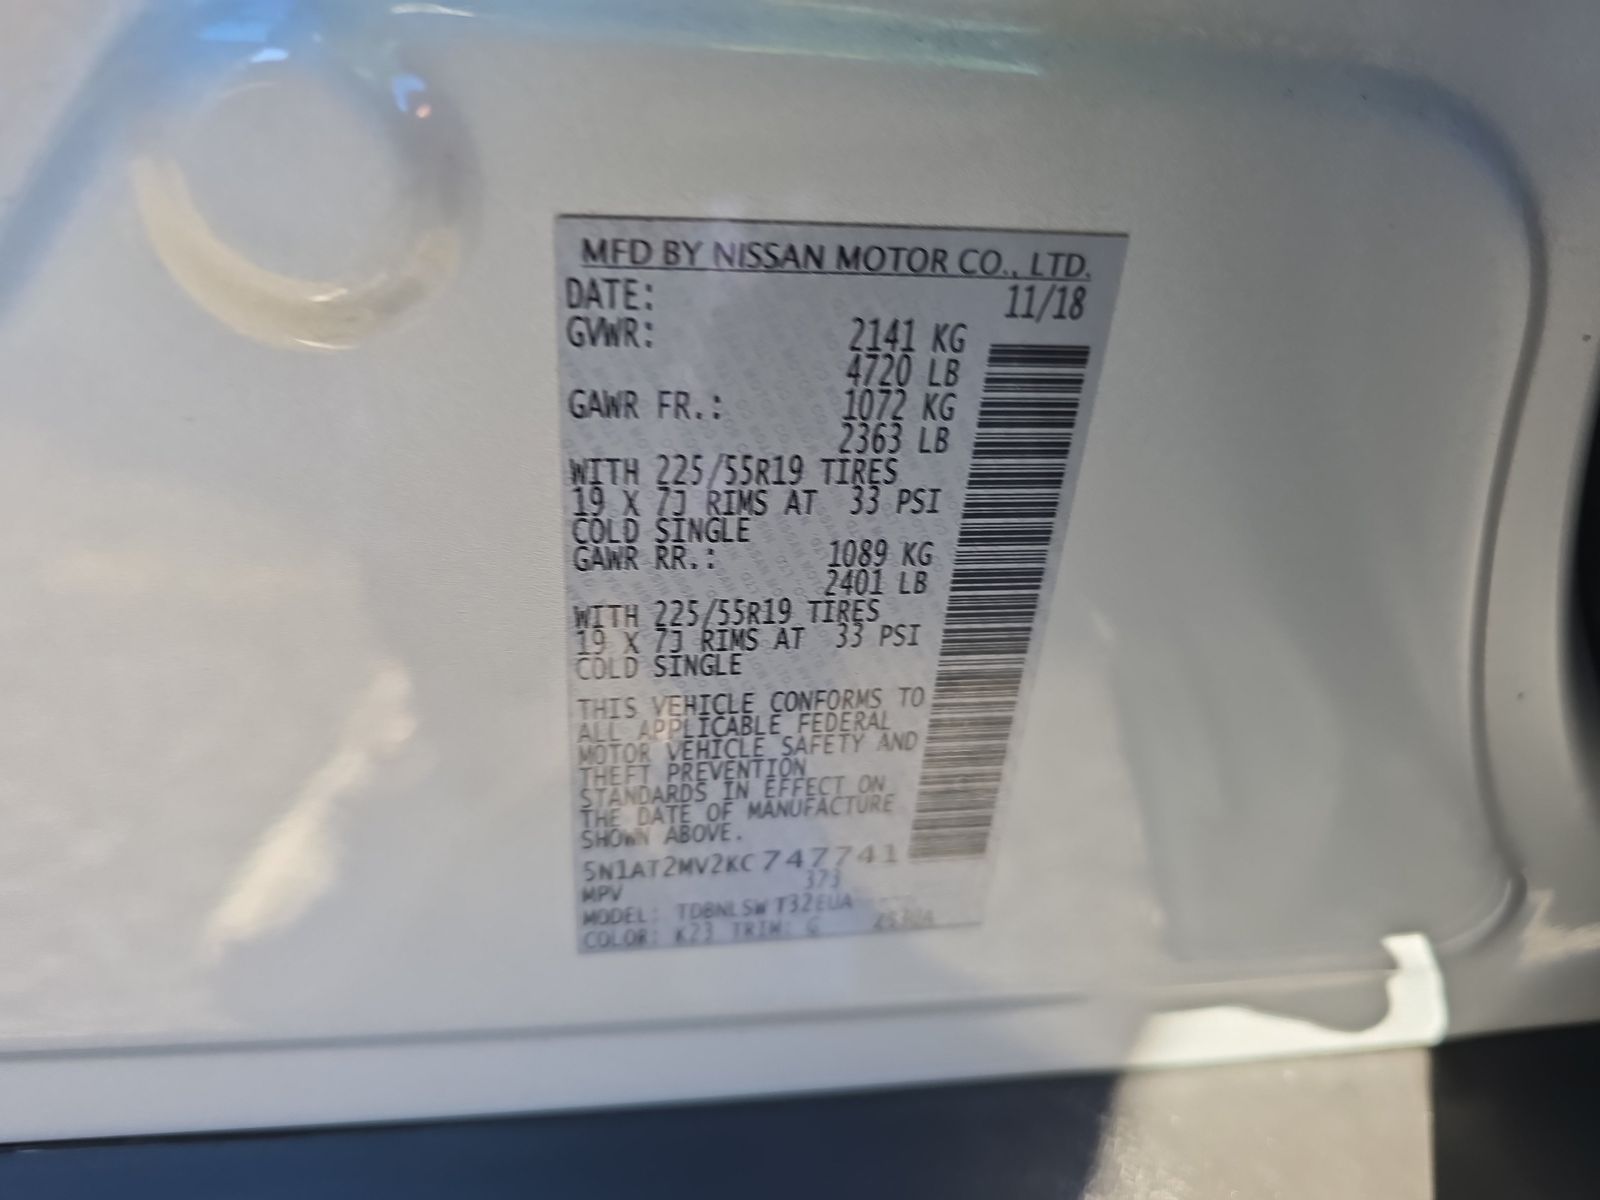 MFD BY NISSAN MOTOR CO., LTD.
DATE: 11/18
GVWR: 2141 KG
4720 LB
GAWR FR.: 1072 KG
2363 LB
WITH 225/55R19 TIRES
19 X 7J RIMS AT 33 PSI
COLD SINGLE
GAWR RR.: 1089 KG
2401 LB
WITH 225/55R19 TIRES
19 X 7J RIMS AT 33 PSI
COLD SINGLE
THIS VEHICLE CONFORMS TO
ALL APPLICABLE FEDERAL
MOTOR VEHICLE SAFETY AND
THEFT PREVENTION
STANDARDS IN EFFECT ON
THE DATE OF MANUFACTURE
SHOWN ABOVE.
5N1AT2MV2KC747741
MPV 373
MODEL: TDBNLSW T32EUA
COLOR: K23 TRIM: G